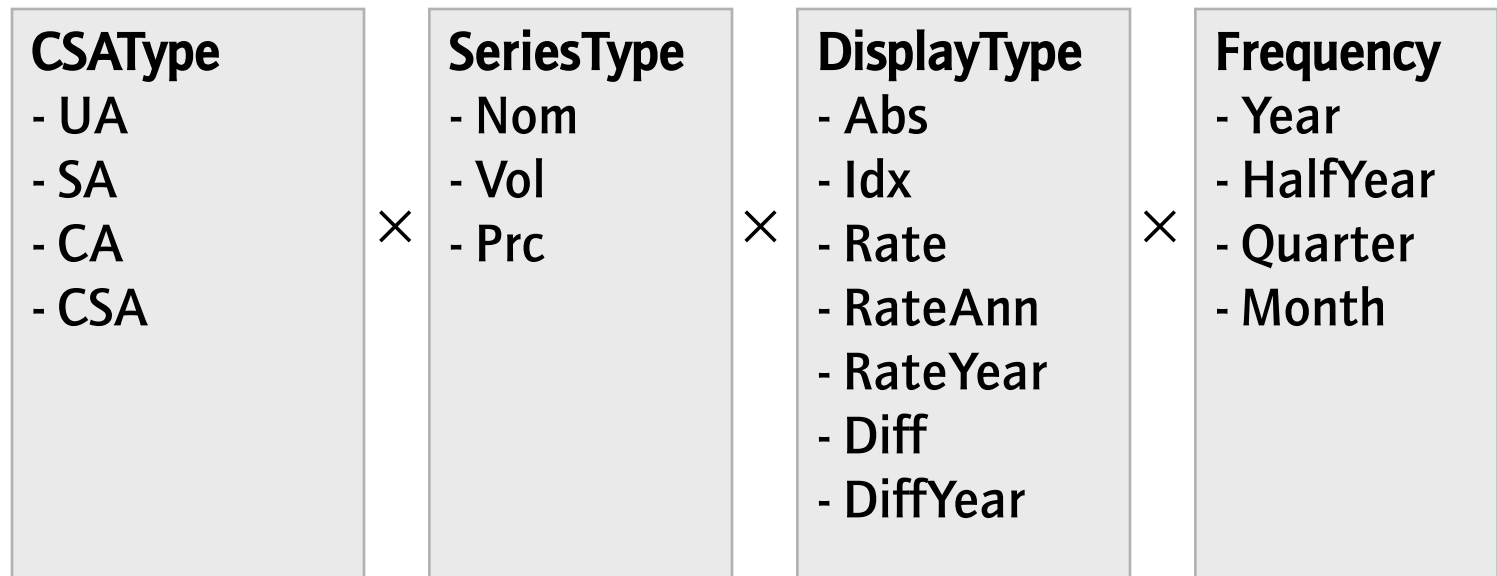 CSAType
- UA
- SA
- CA
- CSA
×
SeriesType
- Nom
- Vol
- Prc
×
DisplayType
- Abs
- Idx
- Rate
- RateAnn
- RateYear
- Diff
- DiffYear
×
Frequency
- Year
- HalfYear
- Quarter
- Month